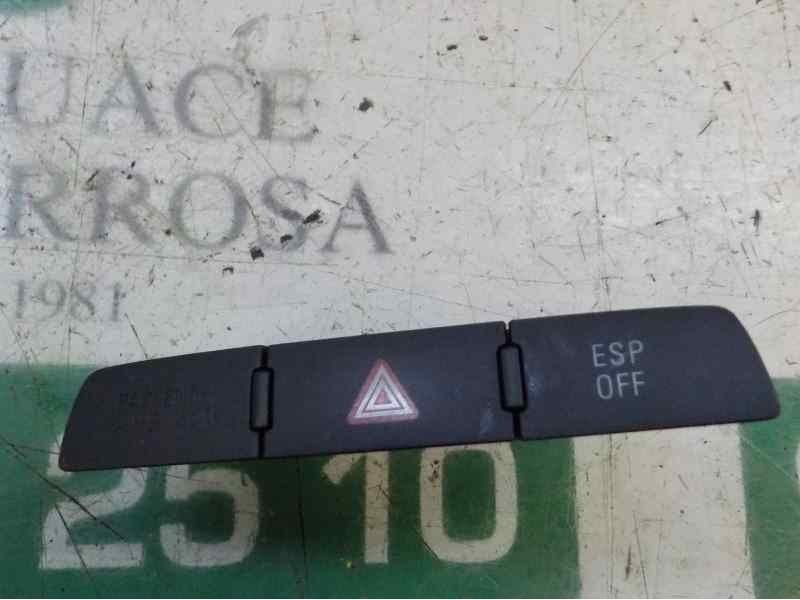 UACE
RROSA
1981
ESP
OFF
2510